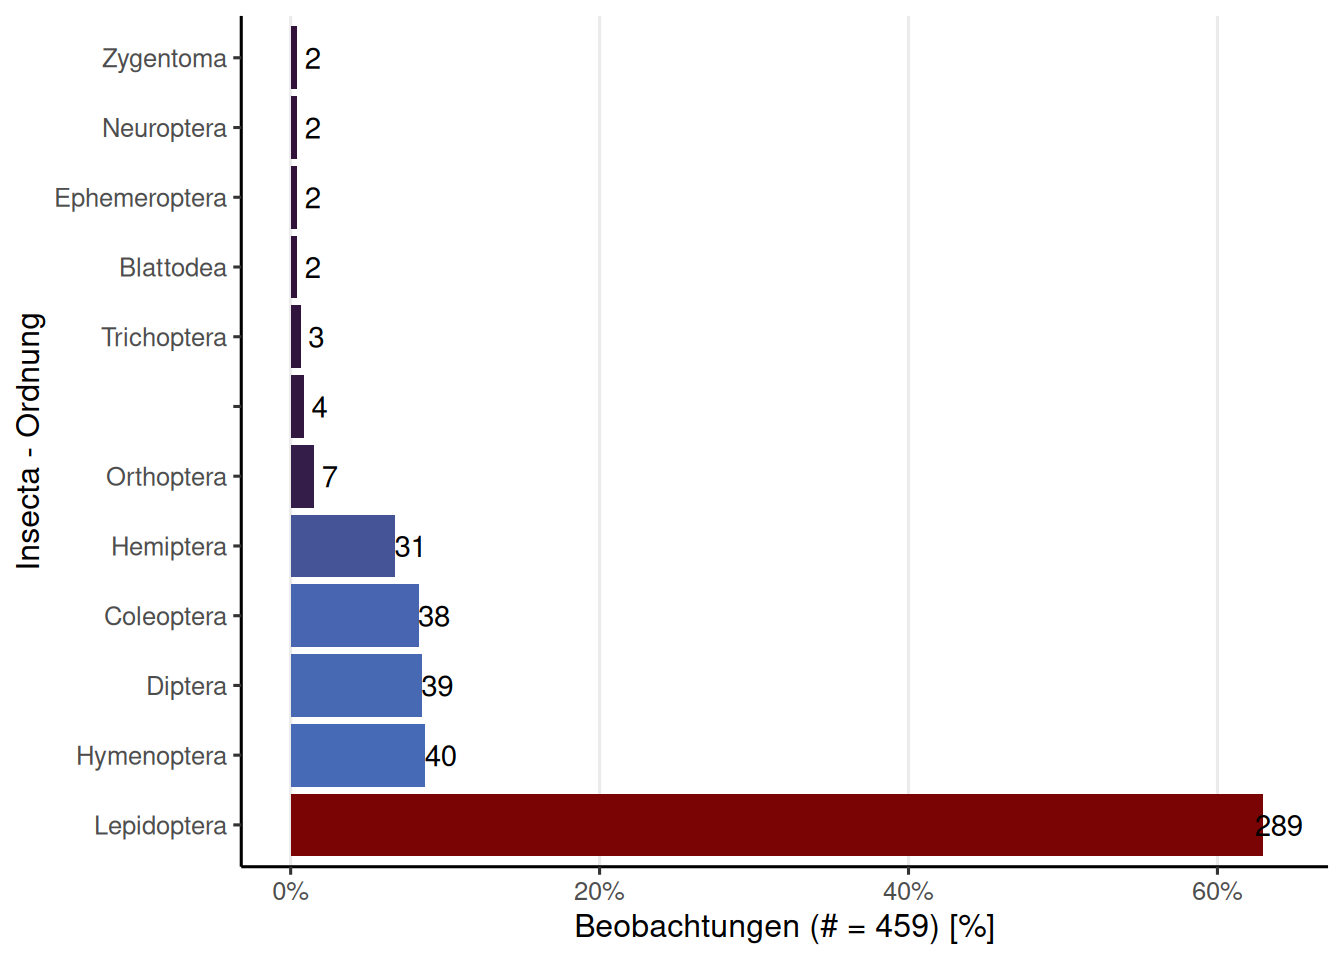 Zygentoma 2
Neuroptera 2
Ephemeroptera 2
Blattodea 2
Trichoptera 3
4
Orthoptera 7
Hemiptera 31
Coleoptera 38
Diptera 39
Hymenoptera 40
Lepidoptera 289
Insecta - Ordnung
0% 20% 40% 60%
Beobachtungen (# = 459) [%]